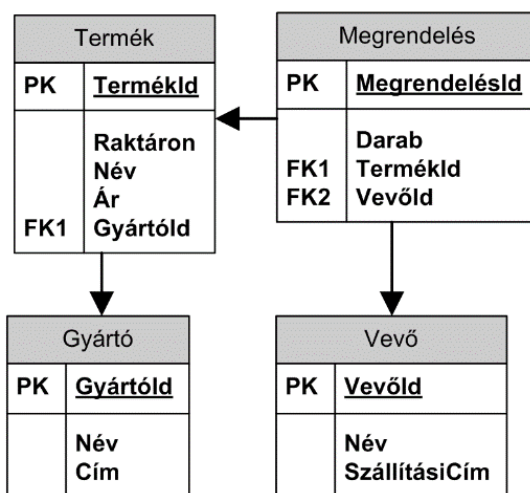 Termék
PK TermékId
Raktáron
Név
Ár
FK1 GyártóId
Megrendelés
PK MegrendelésId
Darab
FK1 TermékId
FK2 VevőId
Gyártó
PK GyártóId
Név
Cím
Vevő
PK VevőId
Név
SzállításiCím